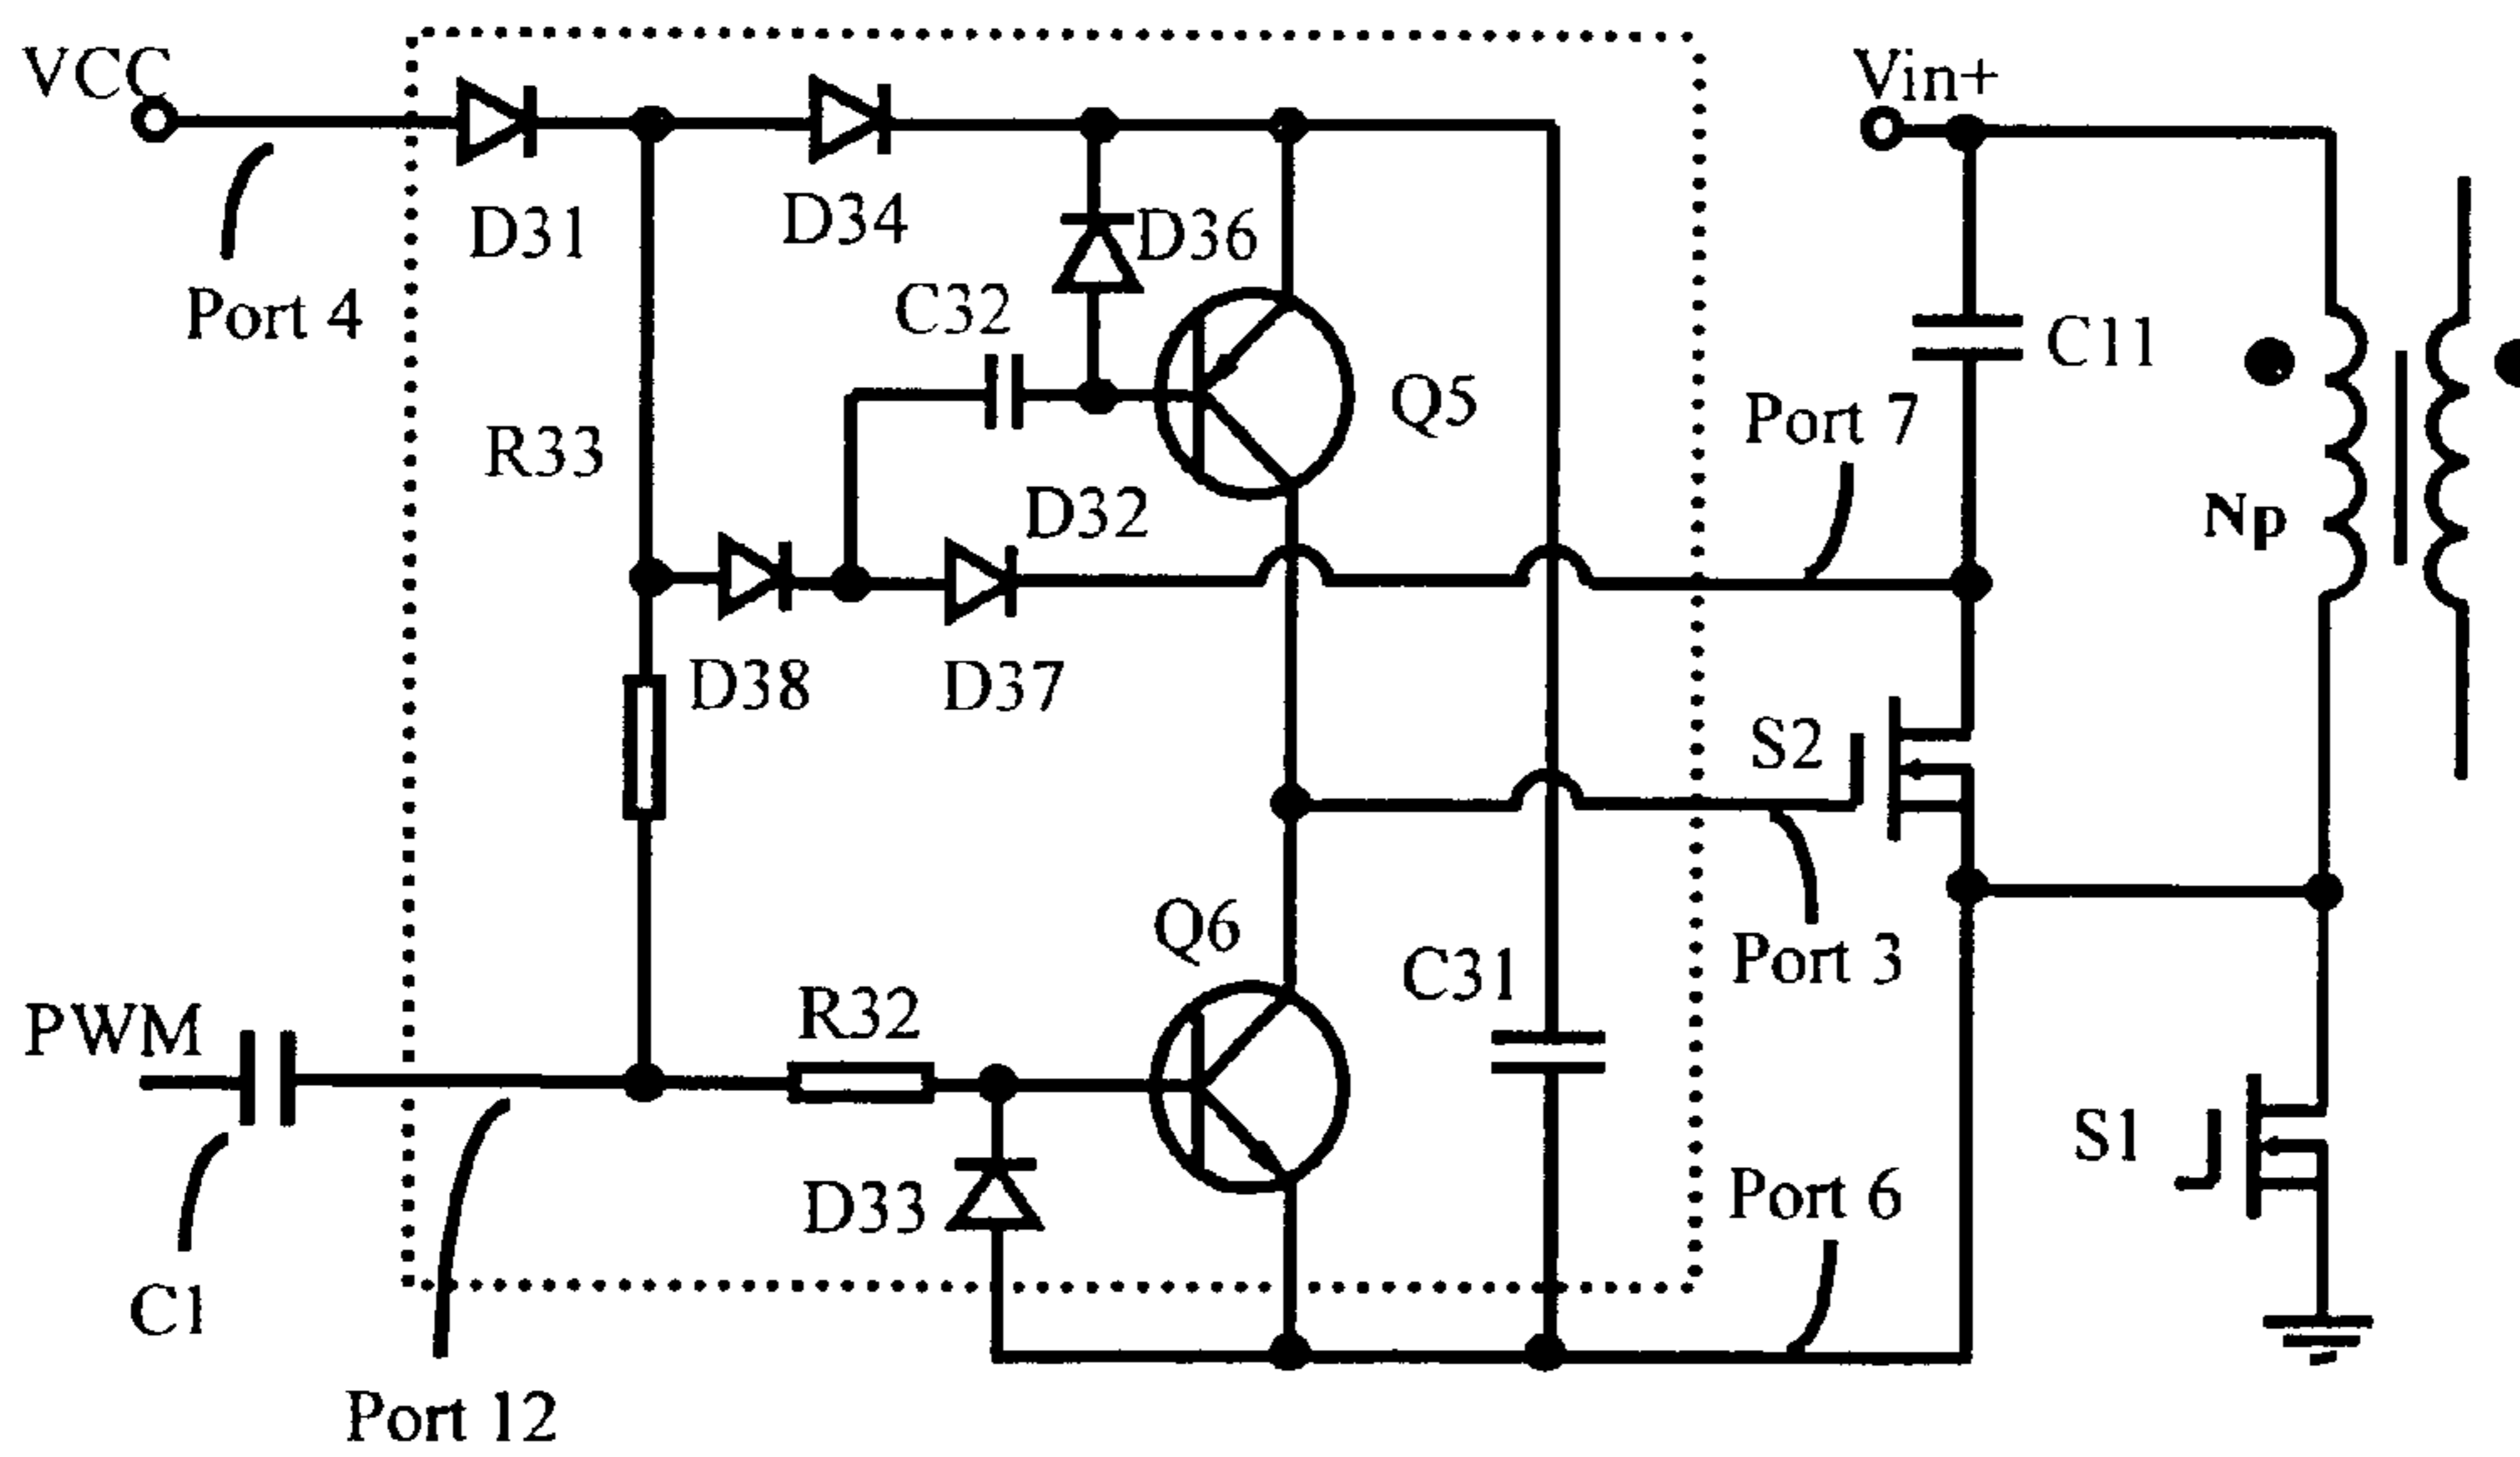 VCC
Vin+
D31
D34
D36
Port 4
C32
C11
Q5
Port 7
R33
D32
Np
D38
D37
S2
Q6
Port 3
C31
PWM
R32
S1
D33
Port 6
C1
Port 12